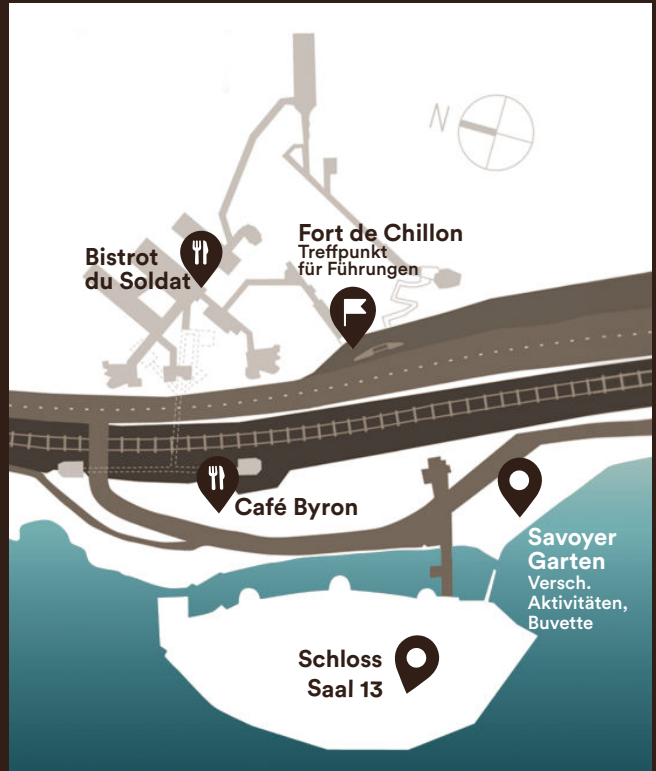 N
Fort de Chillon
Treffpunkt
für Führungen
Bistrot
du Soldat
Café Byron
Savoyer
Garten
Versch.
Aktivitäten,
Buvette
Schloss
Saal 13